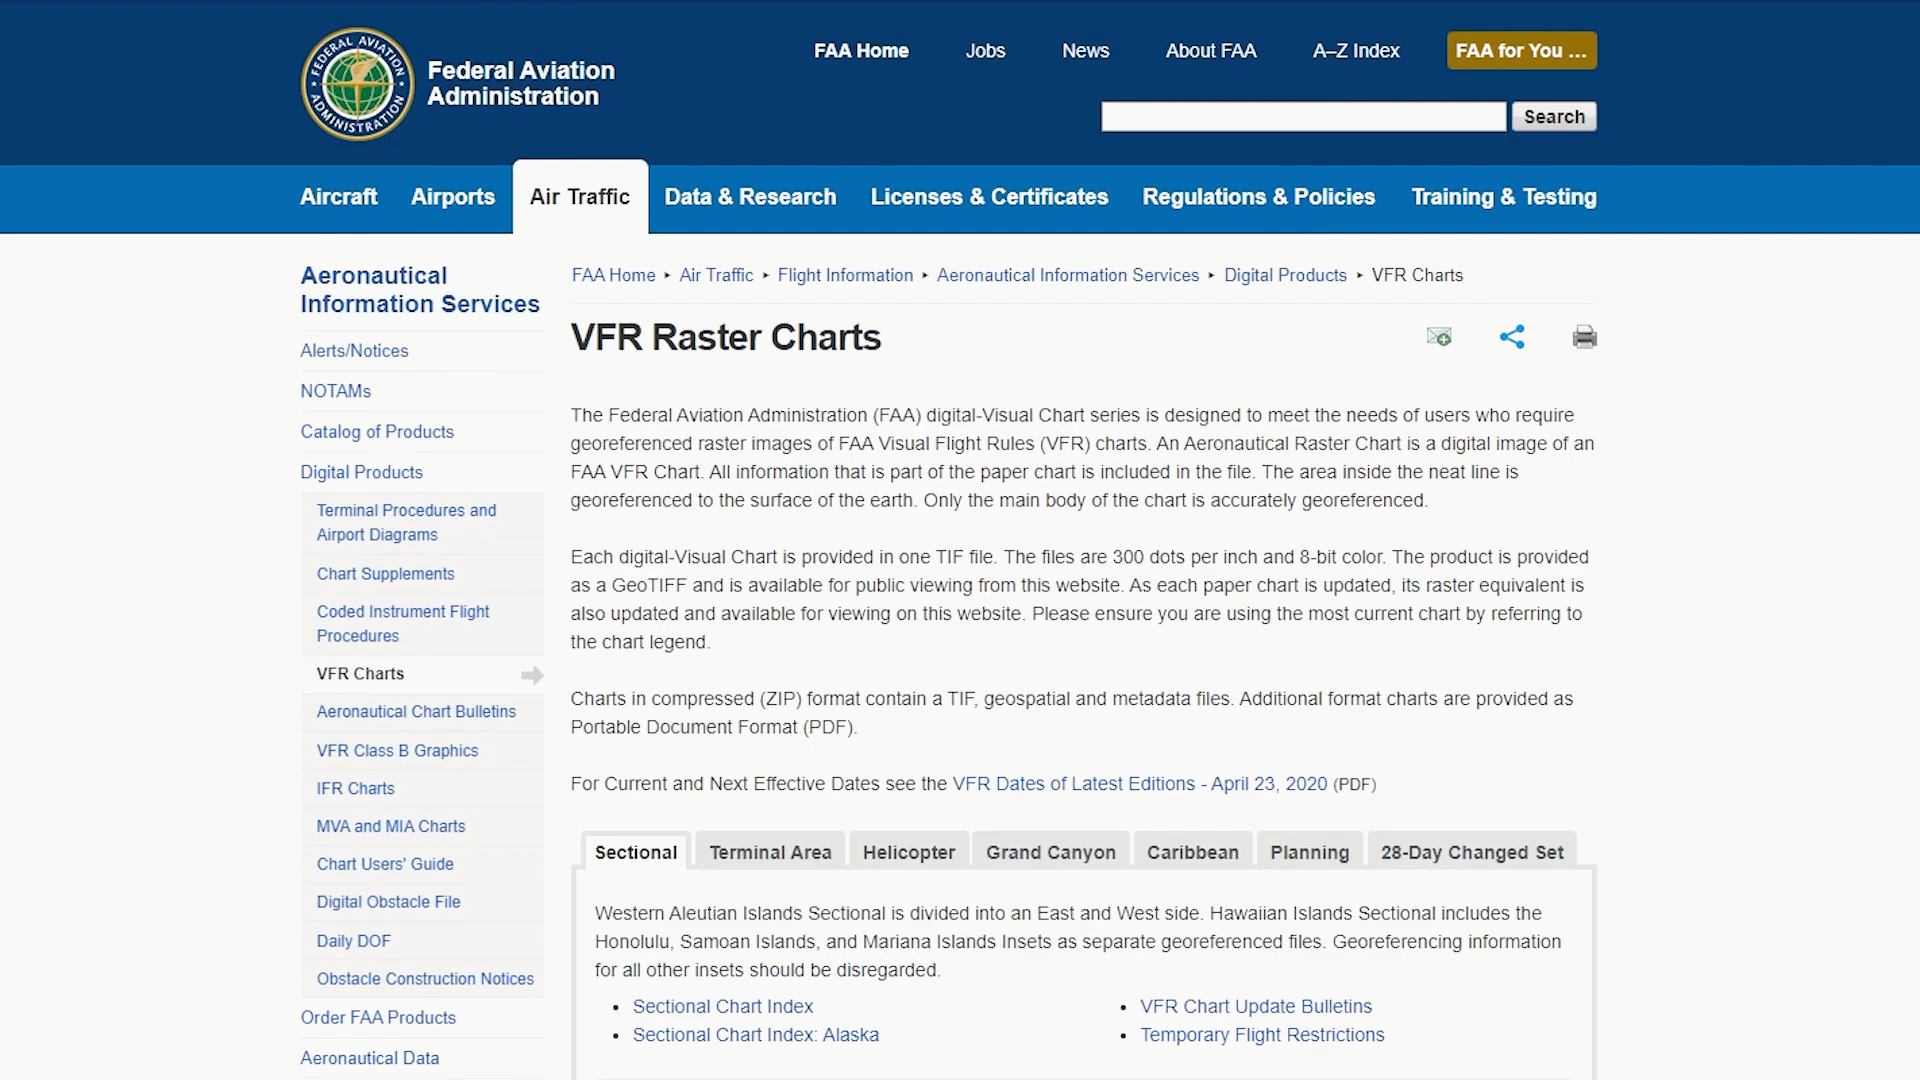 FEDERAL AVIATION ADMINISTRATION
Federal Aviation
Administration
FAA Home
Jobs
News
About FAA
A–Z Index
FAA for You ...
Search
Aircraft
Airports
Air Traffic
Data & Research
Licenses & Certificates
Regulations & Policies
Training & Testing
Aeronautical
Information Services
Alerts/Notices
NOTAMs
Catalog of Products
Digital Products
Terminal Procedures and
Airport Diagrams
Chart Supplements
Coded Instrument Flight
Procedures
VFR Charts
Aeronautical Chart Bulletins
VFR Class B Graphics
IFR Charts
MVA and MIA Charts
Chart Users' Guide
Digital Obstacle File
Daily DOF
Obstacle Construction Notices
Order FAA Products
Aeronautical Data
FAA Home ‣ Air Traffic ‣ Flight Information ‣ Aeronautical Information Services ‣ Digital Products ‣ VFR Charts
VFR Raster Charts
The Federal Aviation Administration (FAA) digital-Visual Chart series is designed to meet the needs of users who require
georeferenced raster images of FAA Visual Flight Rules (VFR) charts. An Aeronautical Raster Chart is a digital image of an
FAA VFR Chart. All information that is part of the paper chart is included in the file. The area inside the neat line is
georeferenced to the surface of the earth. Only the main body of the chart is accurately georeferenced.
Each digital-Visual Chart is provided in one TIF file. The files are 300 dots per inch and 8-bit color. The product is provided
as a GeoTIFF and is available for public viewing from this website. As each paper chart is updated, its raster equivalent is
also updated and available for viewing on this website. Please ensure you are using the most current chart by referring to
the chart legend.
Charts in compressed (ZIP) format contain a TIF, geospatial and metadata files. Additional format charts are provided as
Portable Document Format (PDF).
For Current and Next Effective Dates see the VFR Dates of Latest Editions - April 23, 2020 (PDF)
Sectional
Terminal Area
Helicopter
Grand Canyon
Caribbean
Planning
28-Day Changed Set
Western Aleutian Islands Sectional is divided into an East and West side. Hawaiian Islands Sectional includes the
Honolulu, Samoan Islands, and Mariana Islands Insets as separate georeferenced files. Georeferencing information
for all other insets should be disregarded.
• Sectional Chart Index
• Sectional Chart Index: Alaska
• VFR Chart Update Bulletins
• Temporary Flight Restrictions